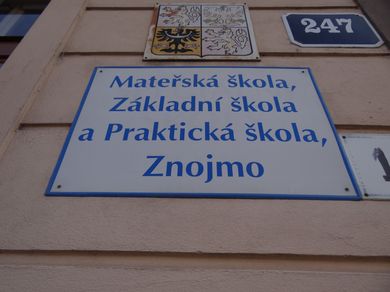 247
Mateřská škola,
Základní škola
a Praktická škola,
Znojmo